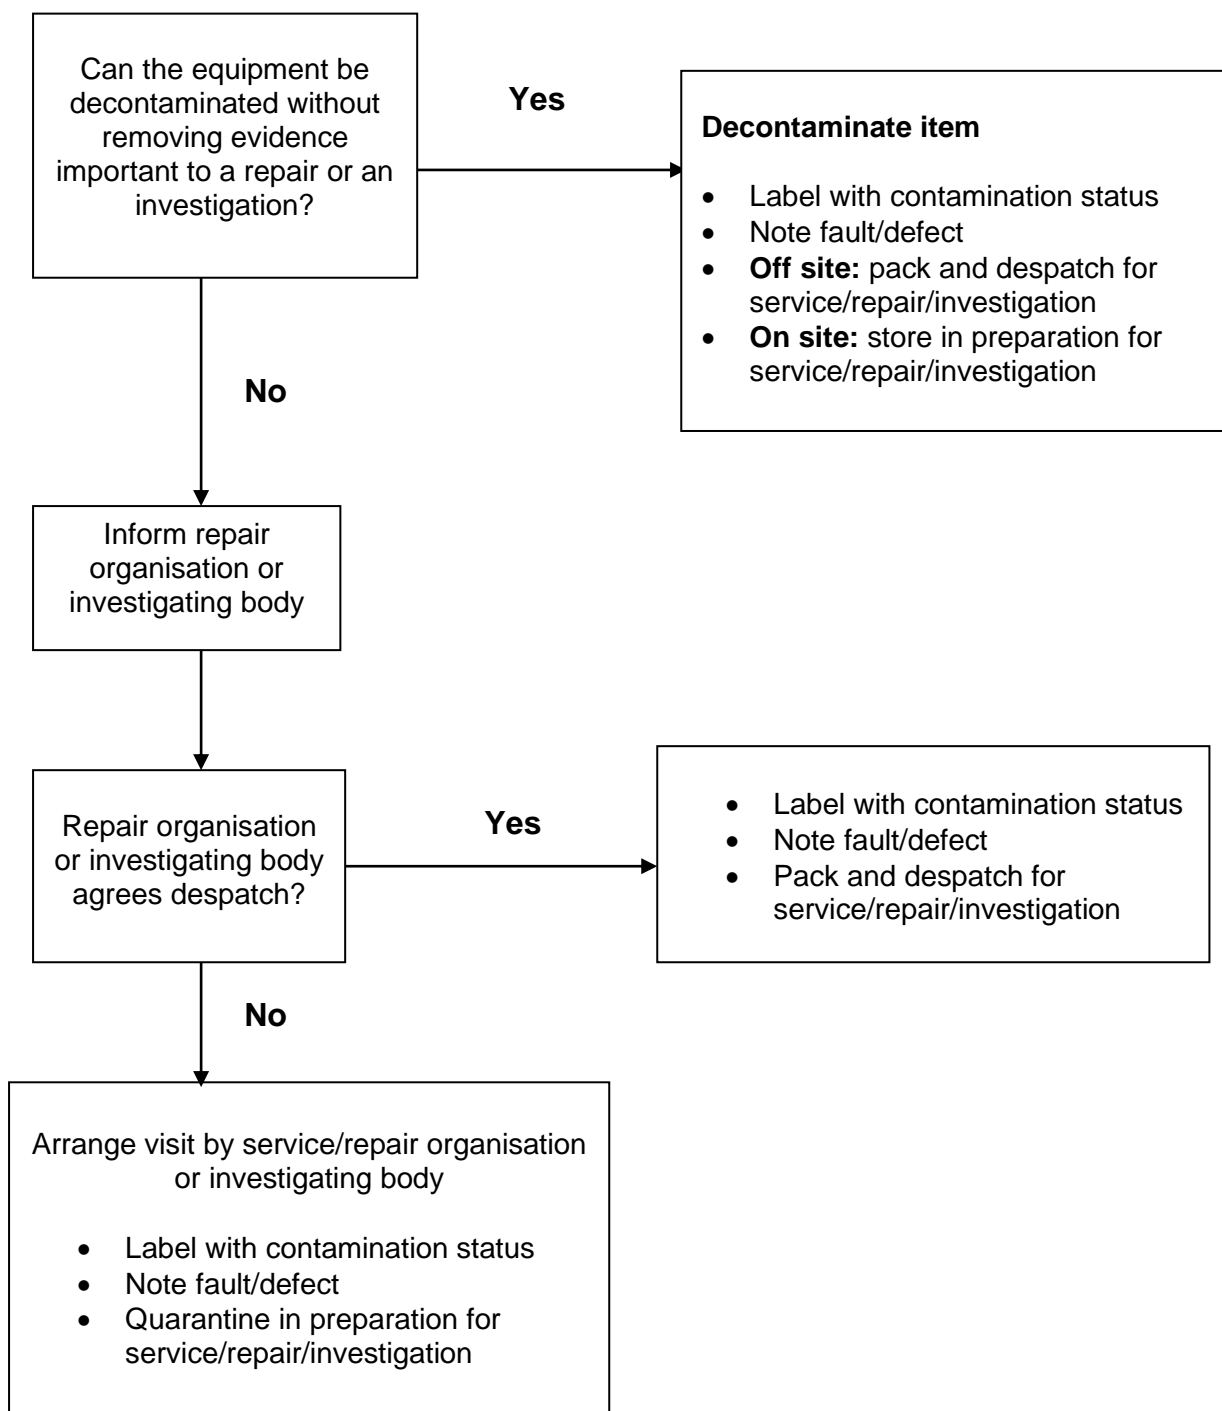 Can the equipment be
decontaminated without
removing evidence
important to a repair or an
investigation?
Yes
Decontaminate item
• Label with contamination status
• Note fault/defect
• Off site: pack and despatch for
service/repair/investigation
• On site: store in preparation for
service/repair/investigation
No
Inform repair
organisation or
investigating body
Repair organisation
or investigating body
agrees despatch?
Yes
• Label with contamination status
• Note fault/defect
• Pack and despatch for
service/repair/investigation
No
Arrange visit by service/repair organisation
or investigating body
• Label with contamination status
• Note fault/defect
• Quarantine in preparation for
service/repair/investigation